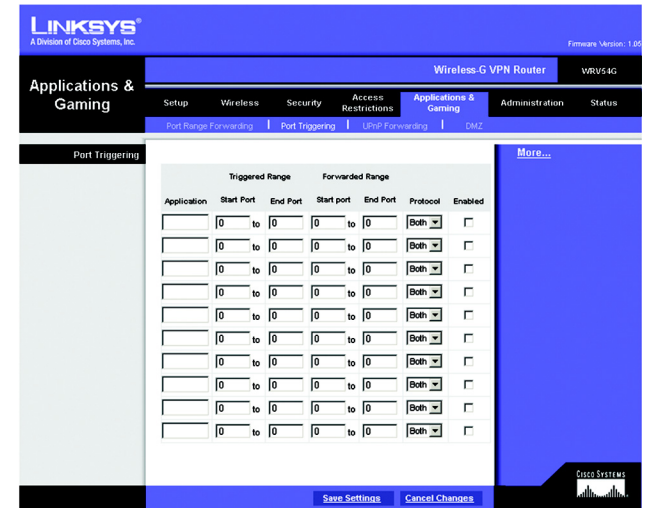 LINKSYS®
A Division of Cisco Systems, Inc.
Firmware Version: 1.05
Applications & Gaming
Wireless-G VPN Router WRV54G
Setup Wireless Security Access Restrictions Applications & Gaming Administration Status
Port Range Forwarding Port Triggering UPnP Forwarding DMZ
Port Triggering More...
Triggered Range Forwarded Range
Application Start Port End Port Start port End Port Protocol Enabled
0 to 0 0 to 0 Both
0 to 0 0 to 0 Both
0 to 0 0 to 0 Both
0 to 0 0 to 0 Both
0 to 0 0 to 0 Both
0 to 0 0 to 0 Both
0 to 0 0 to 0 Both
0 to 0 0 to 0 Both
0 to 0 0 to 0 Both
0 to 0 0 to 0 Both
Save Settings Cancel Changes
CISCO SYSTEMS